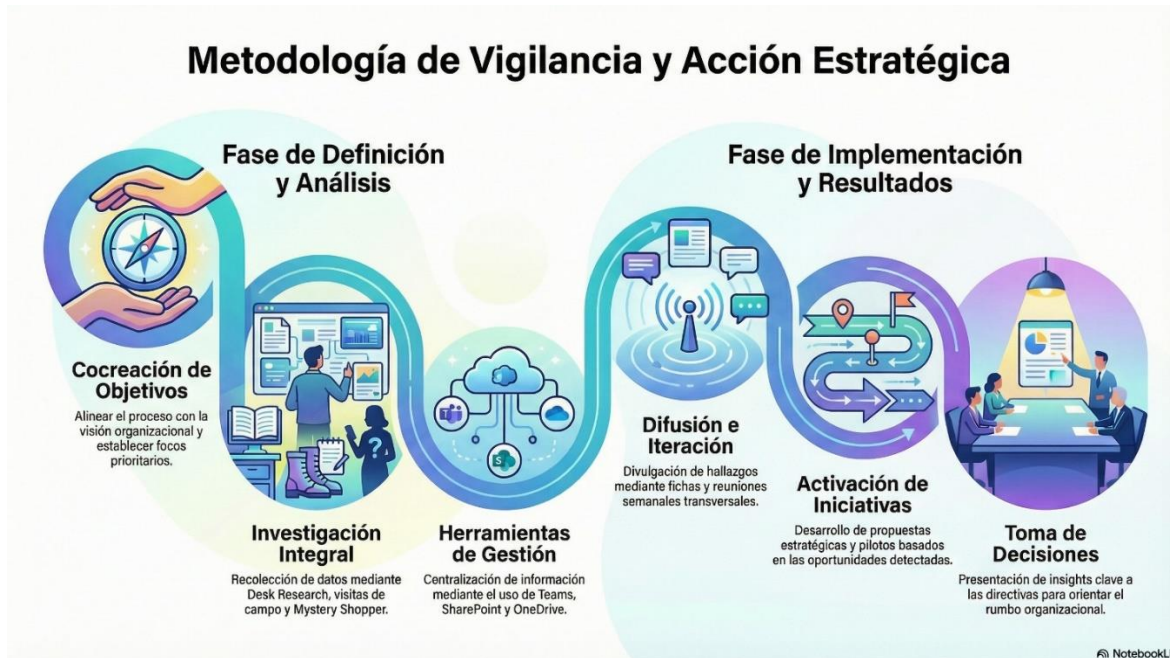 Metodología de Vigilancia y Acción Estratégica
Fase de Definición
y Análisis
Cocreación de
Objetivos
Alinear el proceso con la
visión organizacional y
establecer focos
prioritarios.
?
Investigación
Integral
Recolección de datos mediante
Desk Research, visitas de
campo y Mystery Shopper.
S
Herramientas
de Gestión
Centralización de información
mediante el uso de Teams,
SharePoint y OneDrive.
Fase de Implementación
y Resultados
Difusión e
Iteración
Divulgación de hallazgos
mediante fichas y reuniones
semanales transversales.
Activación de
Iniciativas
Desarrollo de propuestas
estratégicas y pilotos basados
en las oportunidades detectadas.
Toma de
Decisiones
Presentación de insights clave a
las directivas para orientar el
rumbo organizacional.